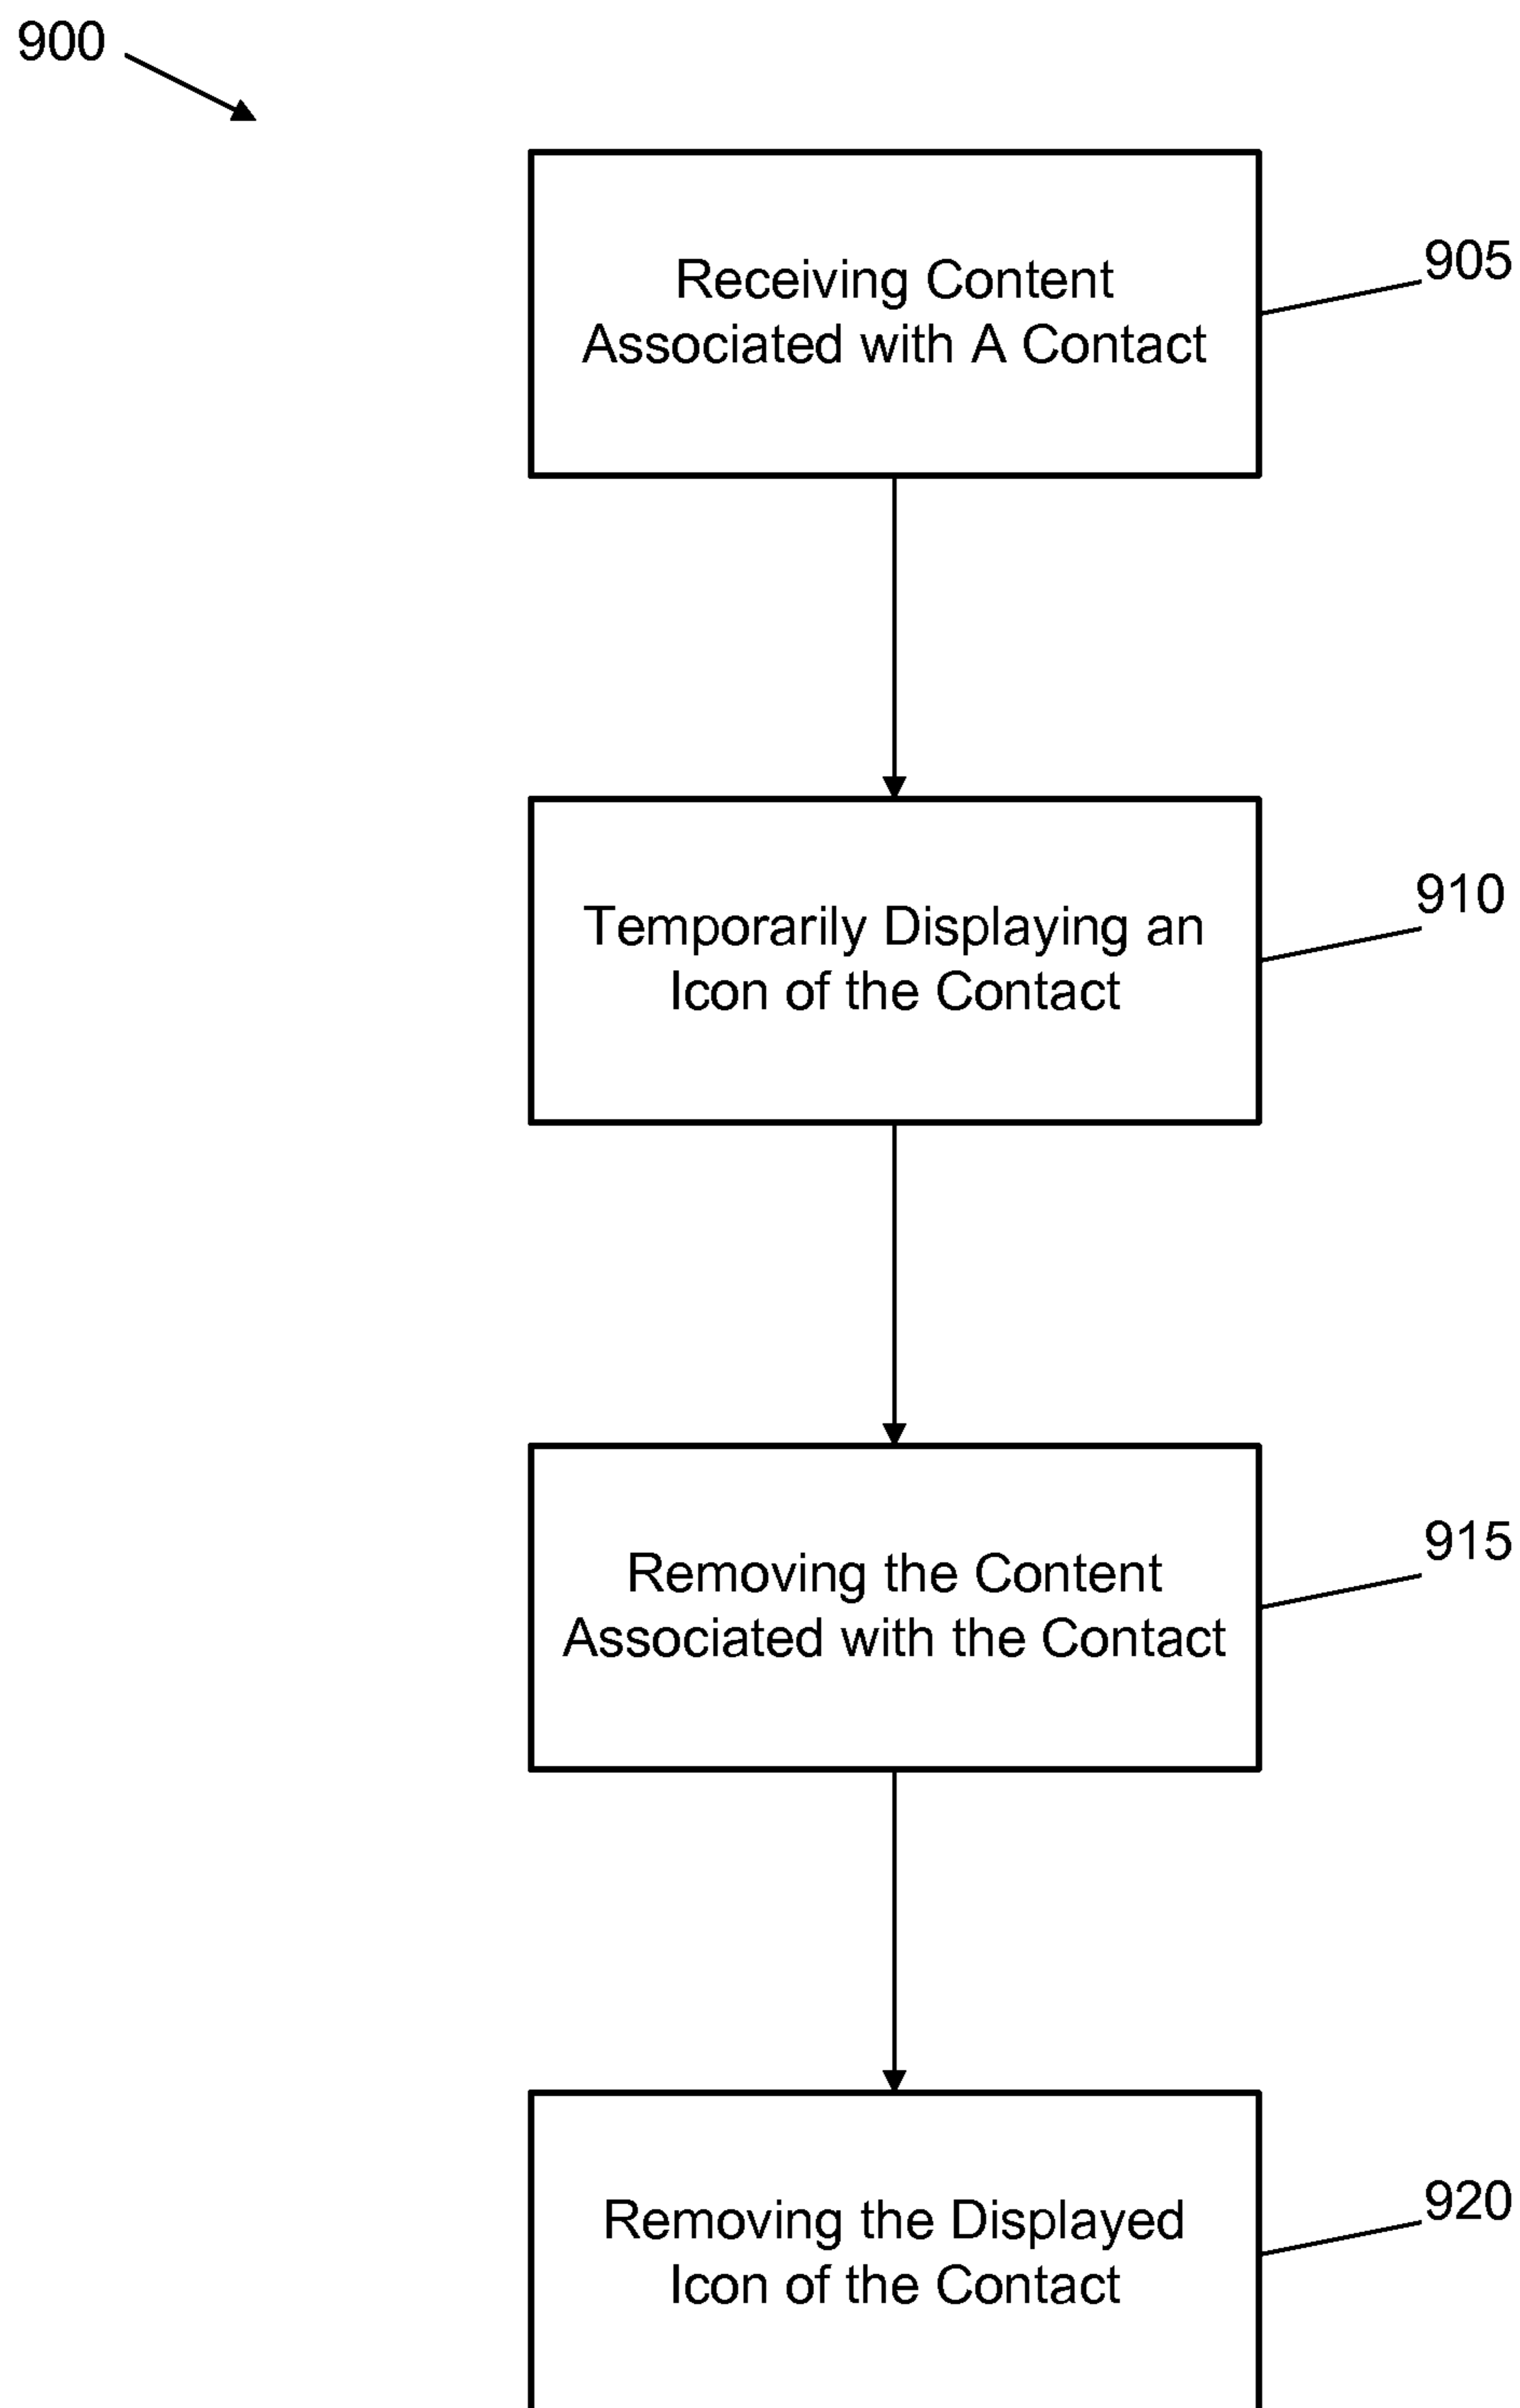 900
Receiving Content
Associated with A Contact
905
Temporarily Displaying an
Icon of the Contact
910
Removing the Content
Associated with the Contact
915
Removing the Displayed
Icon of the Contact
920